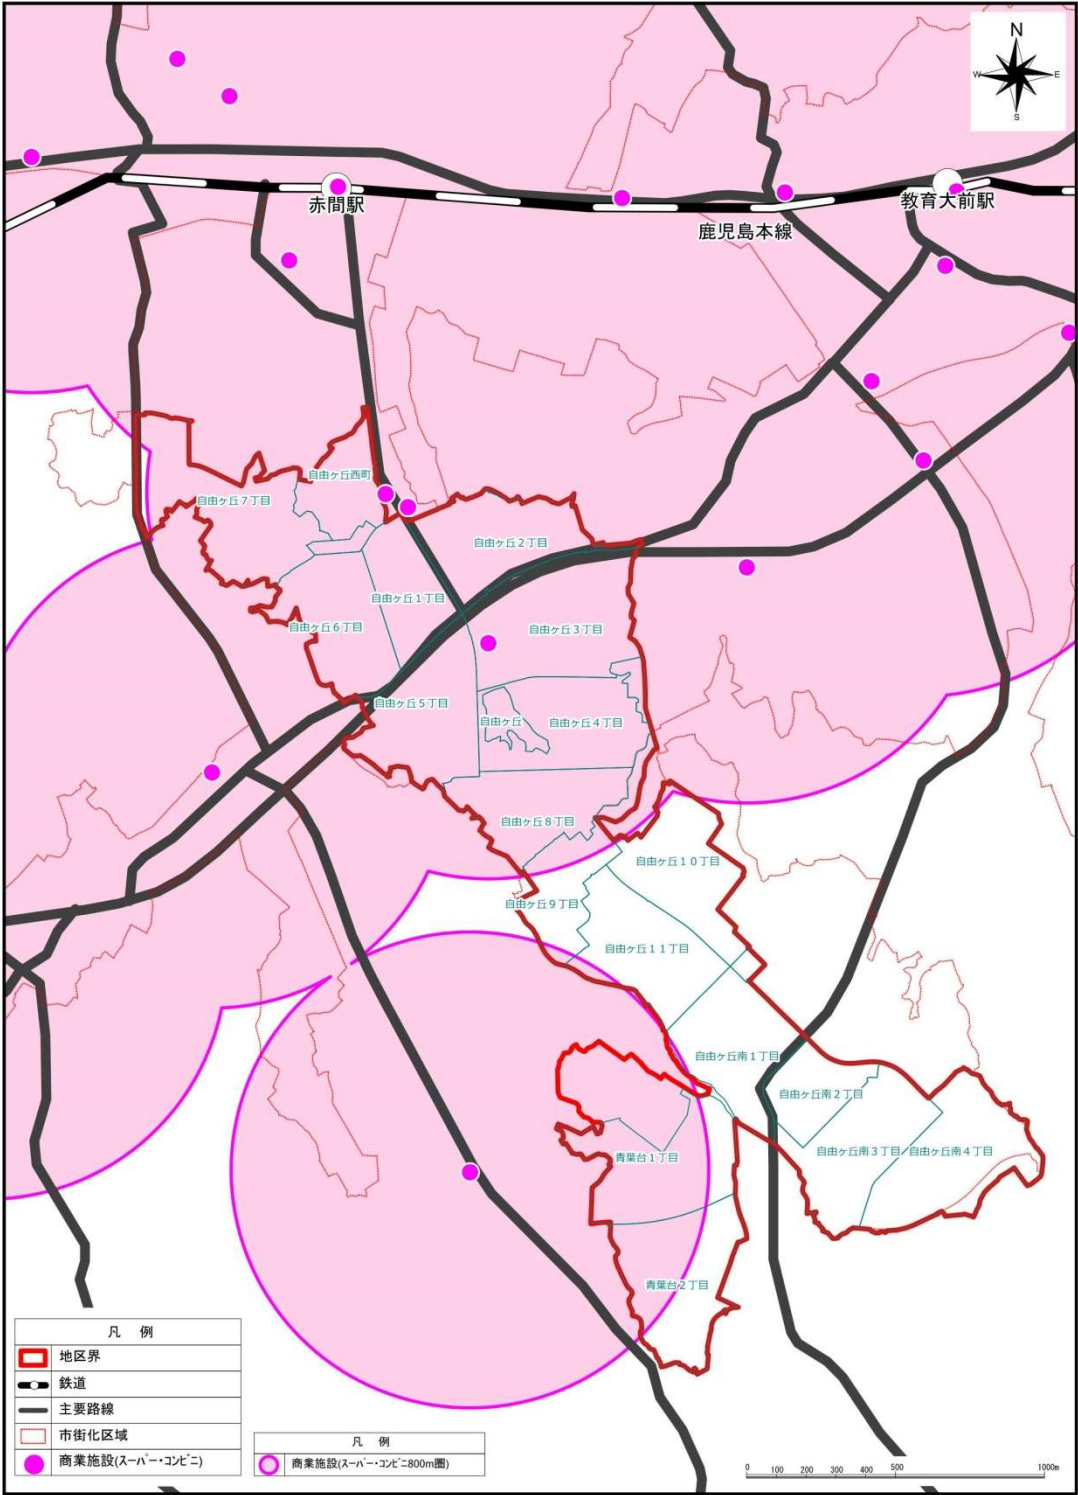 N
W
E
S
赤間駅
教育大前駅
鹿児島本線
自由ヶ丘西町
自由ヶ丘7丁目
自由ヶ丘2丁目
自由ヶ丘1丁目
自由ヶ丘6丁目
自由ヶ丘3丁目
自由ヶ丘5丁目
自由ヶ丘
自由ヶ丘4丁目
自由ヶ丘8丁目
自由ヶ丘10丁目
自由ヶ丘9丁目
自由ヶ丘11丁目
自由ヶ丘南1丁目
自由ヶ丘南2丁目
自由ヶ丘南3丁目
自由ヶ丘南4丁目
青葉台1丁目
青葉台2丁目
凡 例
地区界
鉄道
主要路線
市街化区域
商業施設(スーパー・コンビニ)
凡 例
商業施設(スーパー・コンビニ800m圏)
0 100 200 300 400 500 1000m